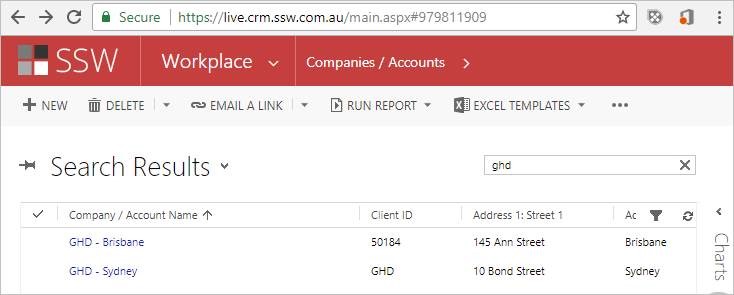 Secure https://live.crm.ssw.com.au/main.aspx#979811909
SSW Workplace Companies / Accounts
NEW DELETE EMAIL A LINK RUN REPORT EXCEL TEMPLATES
Search Results ghd
Company / Account Name Client ID Address 1: Street 1 Ac
GHD - Brisbane 50184 145 Ann Street Brisbane
GHD - Sydney GHD 10 Bond Street Sydney
Charts